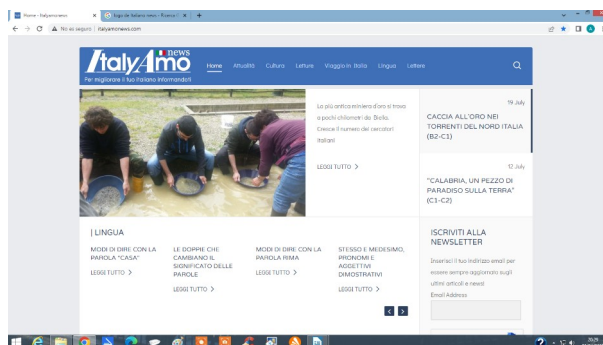 Home - Italyamonews
logo de italiano news - Risiva l
No es seguro | italyamonews.com
ItalyAmo
news
Per migliorare il tuo italiano informandoti
Home Attualità Cultura Letture Viaggio in Italia Lingua Lettere
La più antica miniera d'oro si trova
a pochi chilometri da Biella.
Cresce il numero dei cercatori
italiani
LEGGI TUTTO >
19 July
CACCIA ALL'ORO NEI
TORRENTI DEL NORD ITALIA
(B2-C1)
12 July
"CALABRIA, UN PEZZO DI
PARADISO SULLA TERRA"
(C1-C2)
| LINGUA
MODI DI DIRE CON LA
PAROLA "CASA"
LEGGI TUTTO >
LE DOPPIE CHE
CAMBIANO IL
SIGNIFICATO DELLE
PAROLE
LEGGI TUTTO >
MODI DI DIRE CON LA
PAROLA RIMA
LEGGI TUTTO >
STESSO E MEDESIMO,
PRONOMI E
AGGETTIVI
DIMOSTRATIVI
LEGGI TUTTO >
ISCRIVITI ALLA
NEWSLETTER
Inserisci il tuo indirizzo email per
essere sempre aggiornato sugli
ultimi articoli e news!
Email Address